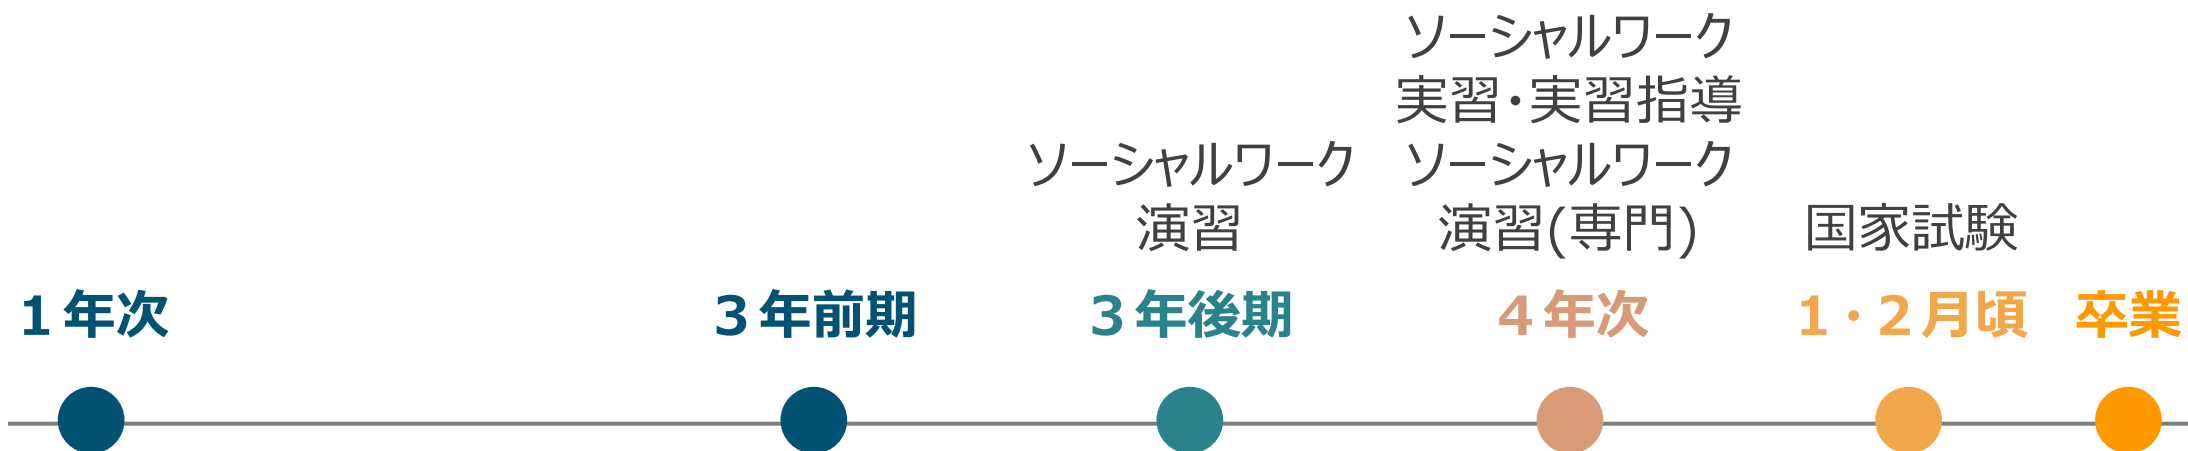 ソーシャルワーク
実習・実習指導
ソーシャルワーク
演習
ソーシャルワーク
演習(専門)
国家試験
１年次
３年前期
３年後期
４年次
１・２月頃
卒業